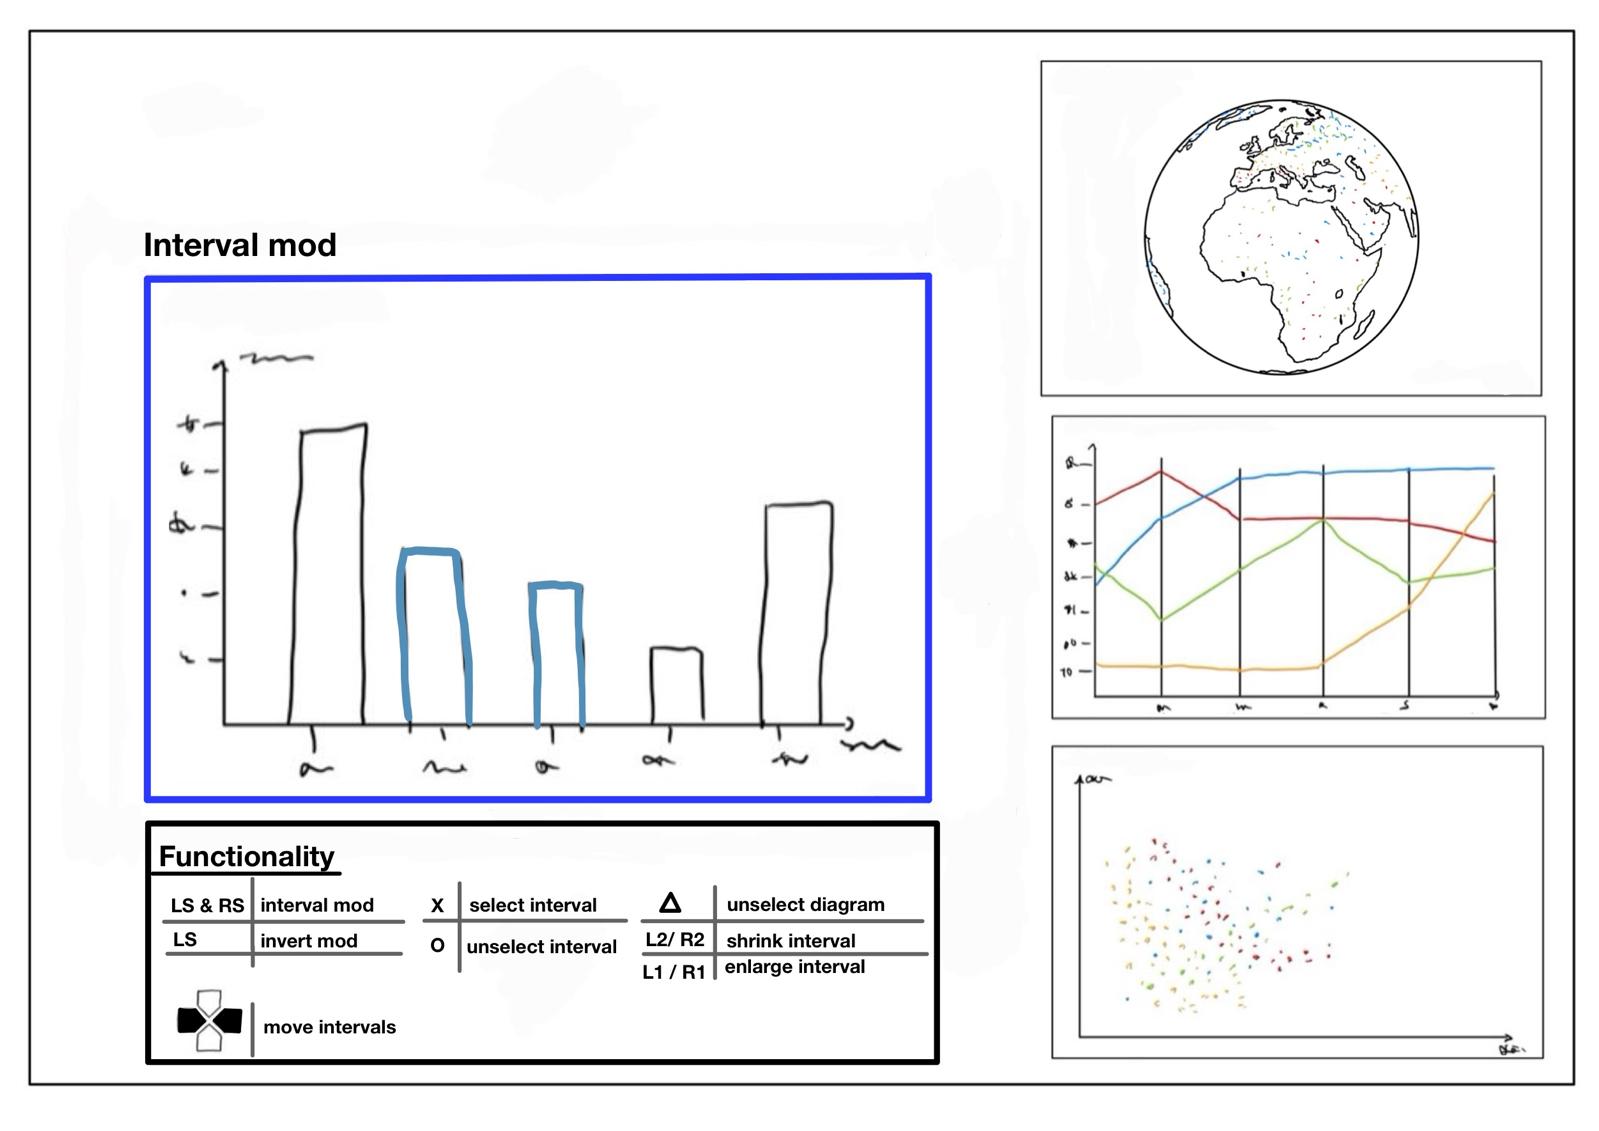 Interval mod
Functionality
LS & RS interval mod
LS invert mod
move intervals
X select interval
O unselect interval
△ unselect diagram
L2/ R2 shrink interval
L1 / R1 enlarge interval